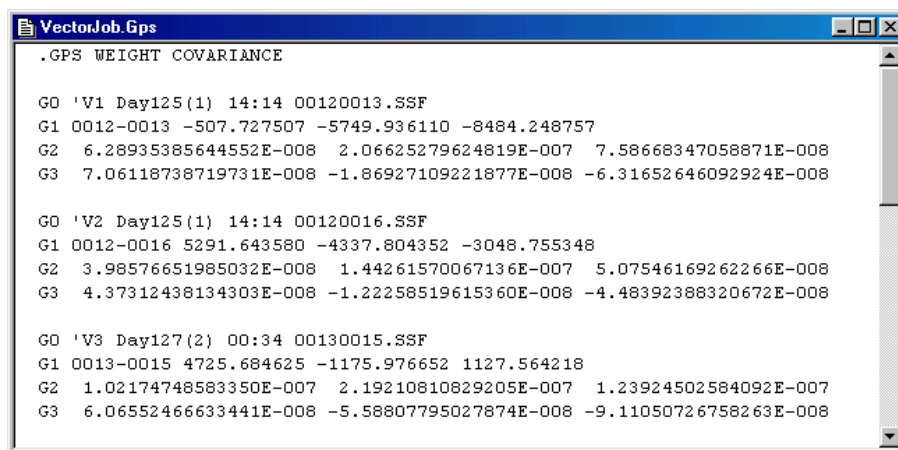 VectorJob.Gps
.GPS WEIGHT COVARIANCE
G0 'V1 Day125(1) 14:14 00120013.SSF
G1 0012-0013 -507.727507 -5749.936110 -8484.248757
G2 6.28935385644552E-008 2.06625279624819E-007 7.58668347058871E-008
G3 7.06118738719731E-008 -1.86927109221877E-008 -6.31652646092924E-008
G0 'V2 Day125(1) 14:14 00120016.SSF
G1 0012-0016 5291.643580 -4337.804352 -3048.755348
G2 3.98576651985032E-008 1.44261570067136E-007 5.07546169262266E-008
G3 4.37312438134303E-008 -1.22258519615360E-008 -4.48392388320672E-008
G0 'V3 Day127(2) 00:34 00130015.SSF
G1 0013-0015 4725.684625 -1175.976652 1127.564218
G2 1.02174748583350E-007 2.19210810829205E-007 1.23924502584092E-007
G3 6.06552466633441E-008 -5.58807795027874E-008 -9.11050726758263E-008